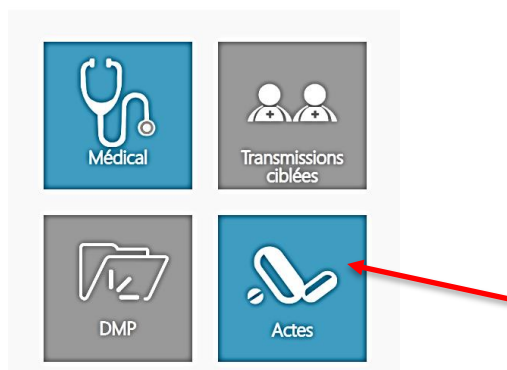 Médical
Transmissions
ciblées
DMP
Actes